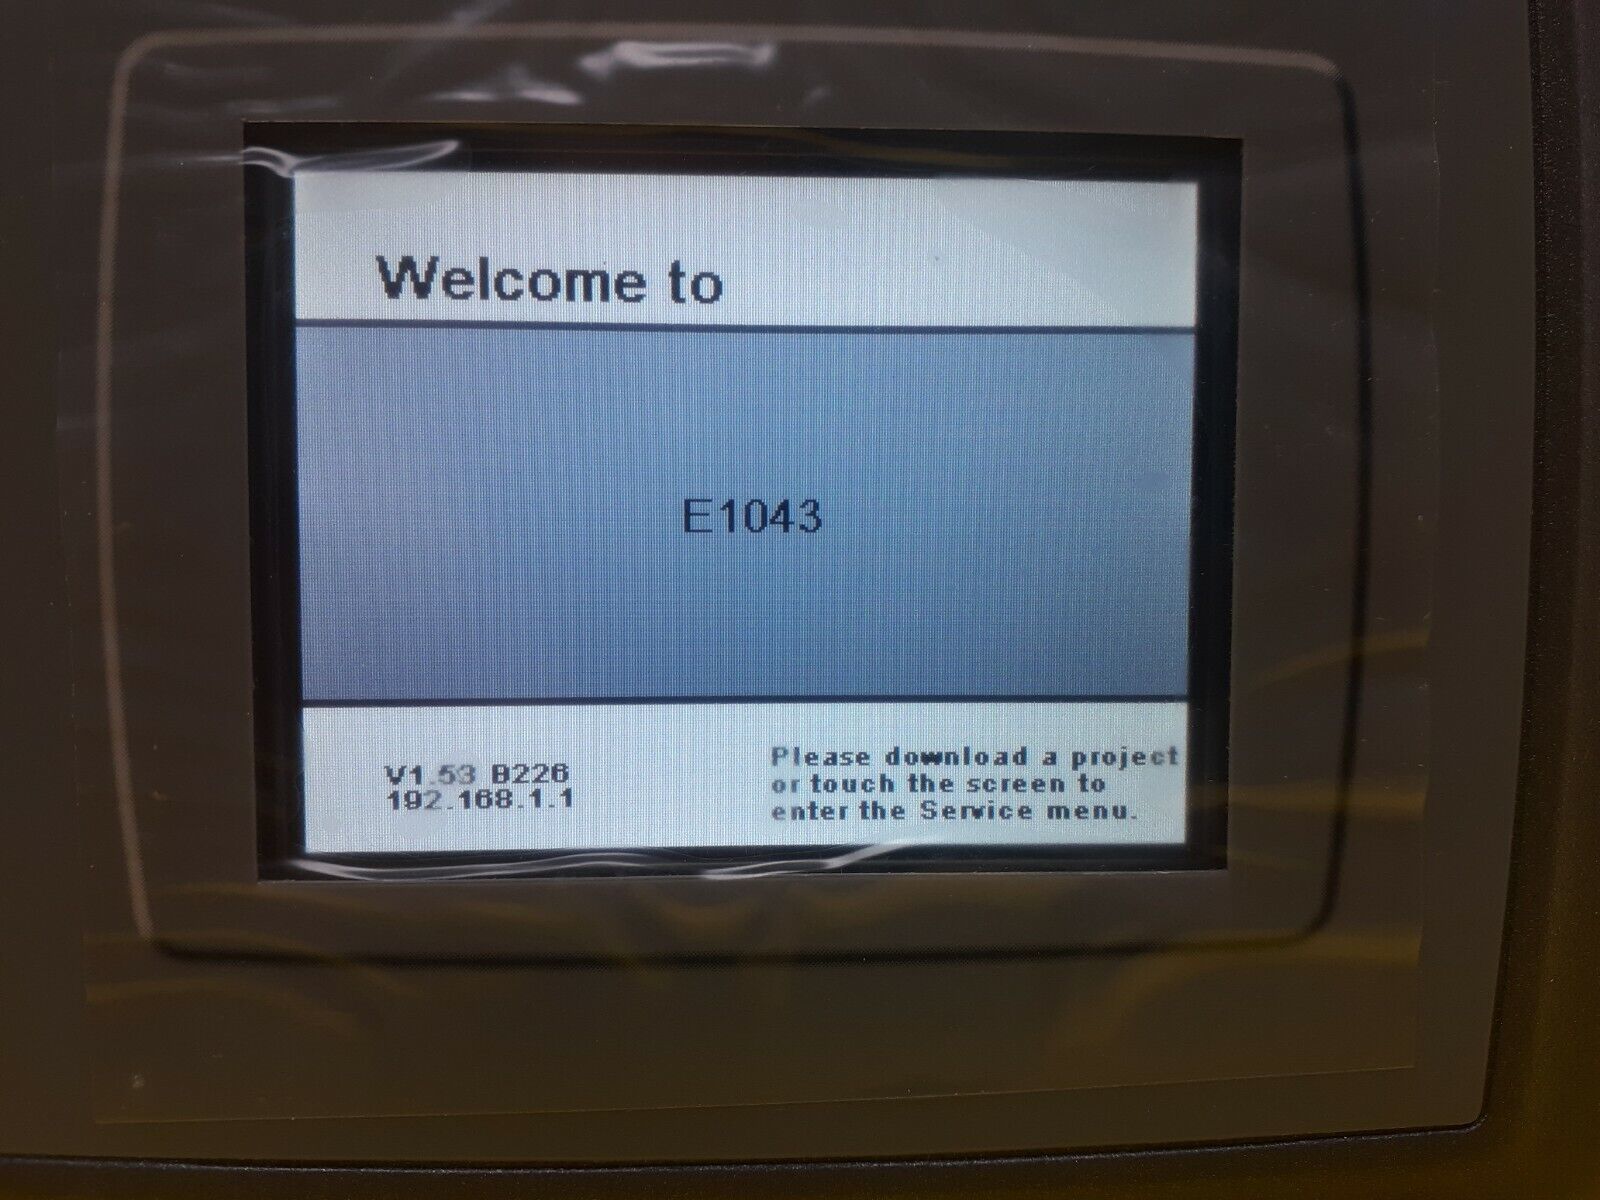 Welcome to
E1043
V1.53 B226
192.168.1.1
Please download a project
or touch the screen to
enter the Service menu.